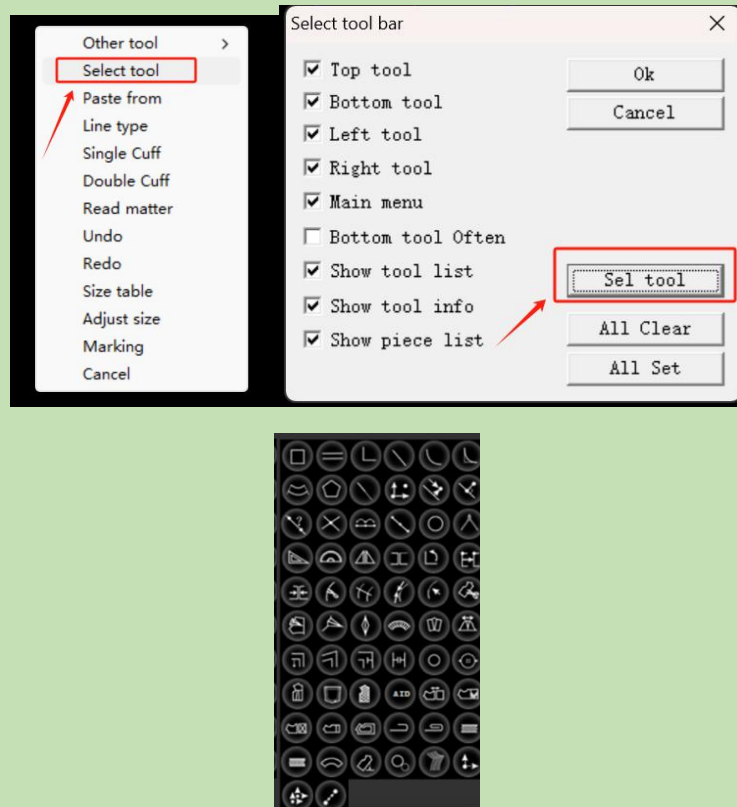 Other tool
Select tool
Paste from
Line type
Single Cuff
Double Cuff
Read matter
Undo
Redo
Size table
Adjust size
Marking
Cancel
Select tool bar
Top tool
Bottom tool
Left tool
Right tool
Main menu
Bottom tool Often
Show tool list
Show tool info
Show piece list
Ok
Cancel
Sel tool
All Clear
All Set
AID